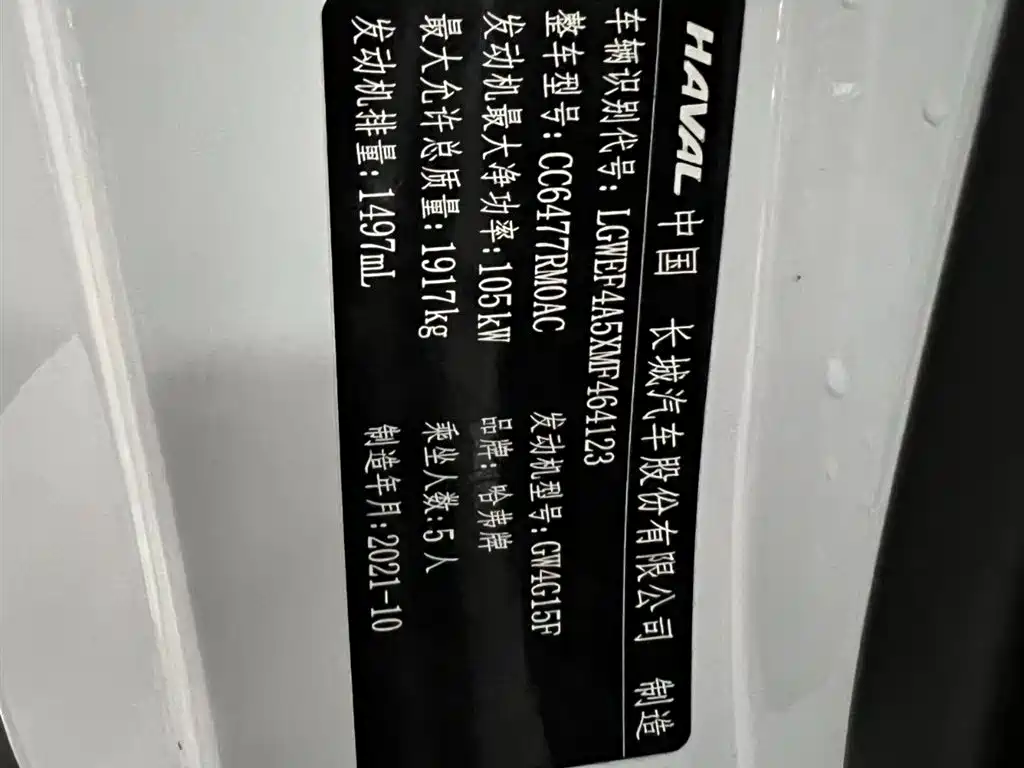 HAVAL 中国 长城汽车股份有限公司 制造
车辆识别代号:LGWEF4A5XMF464123
整车型号:CC6477RM0AC 发动机型号:GW4G15F
发动机最大净功率:105kW 品牌:哈弗牌
最大允许总质量:1917kg 乘坐人数:5人
发动机排量:1497mL 制造年月:2021-10